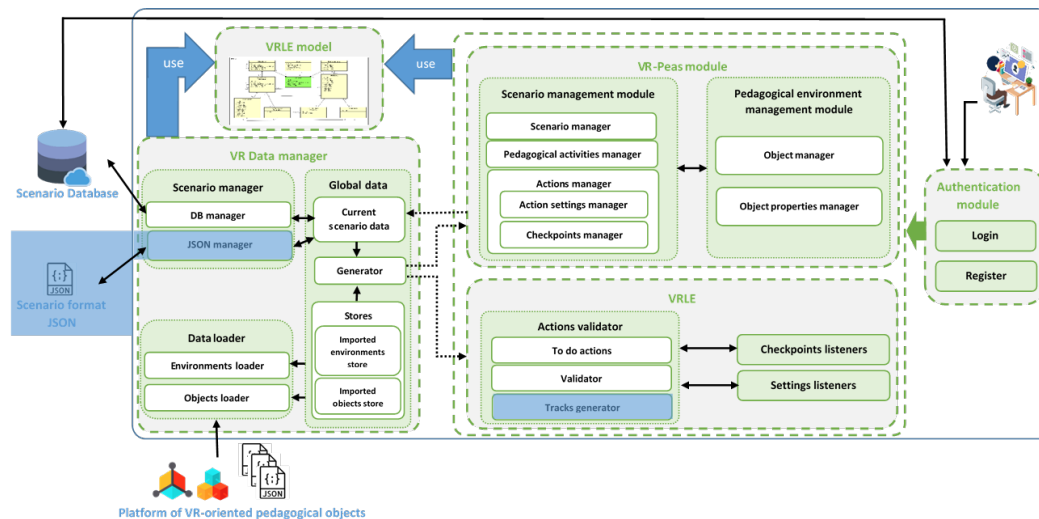 VRLE model
use
use
VR-Peas module
Scenario management module
Scenario manager
Pedagogical activities manager
Actions manager
Action settings manager
Checkpoints manager
Pedagogical environment
management module
Object manager
Object properties manager
Authentication
module
Login
Register
Scenario Database
VR Data manager
Scenario manager
DB manager
JSON manager
Global data
Current
scenario data
Generator
Stores
Imported
environments
store
Imported
objects store
{;}
JSON
Scenario format
JSON
Data loader
Environments loader
Objects loader
VRLE
Actions validator
To do actions
Validator
Tracks generator
Checkpoints listeners
Settings listeners
{;}
JSON
Platform of VR-oriented pedagogical objects